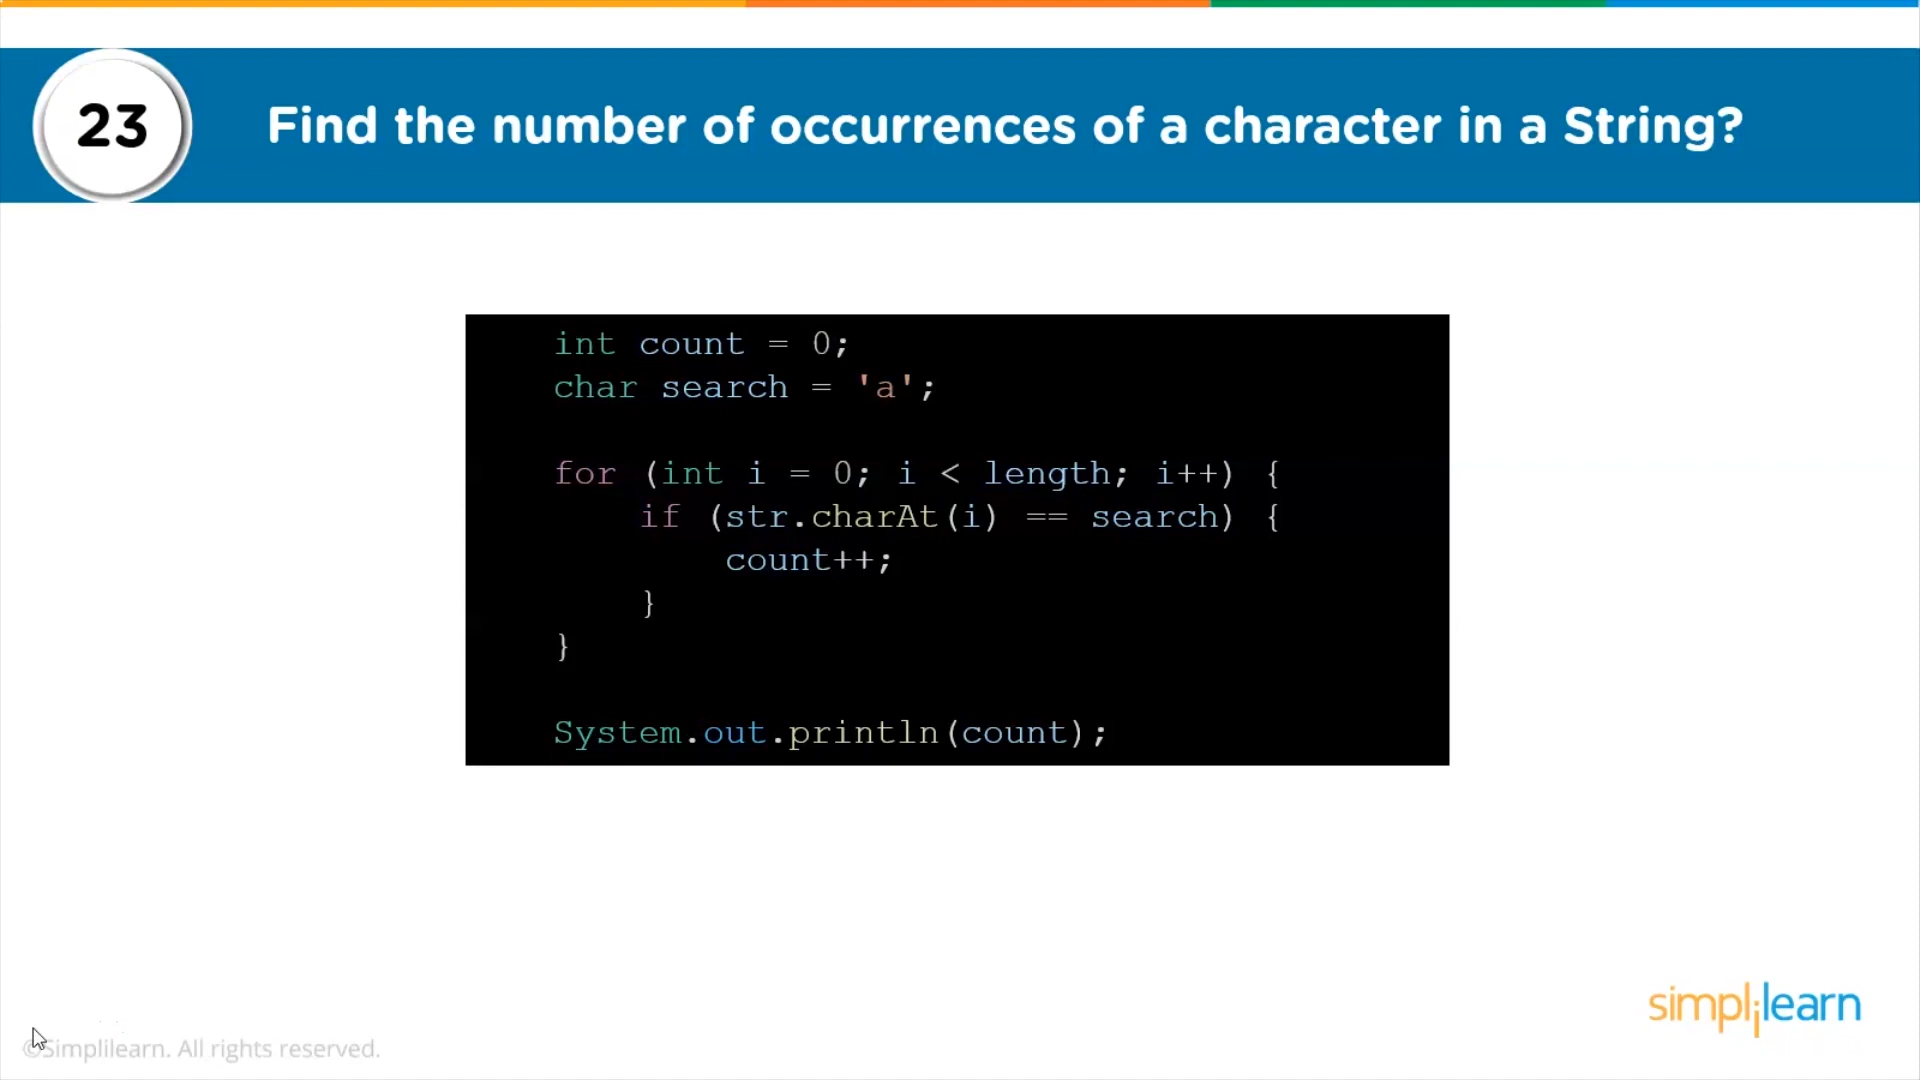 23
Find the number of occurrences of a character in a String?
int count = 0;
char search = 'a';
for (int i = 0; i < length; i++) {
if (str.charAt(i) == search) {
count++;
}
}
System.out.println(count);
simplilearn
©Simplilearn. All rights reserved.